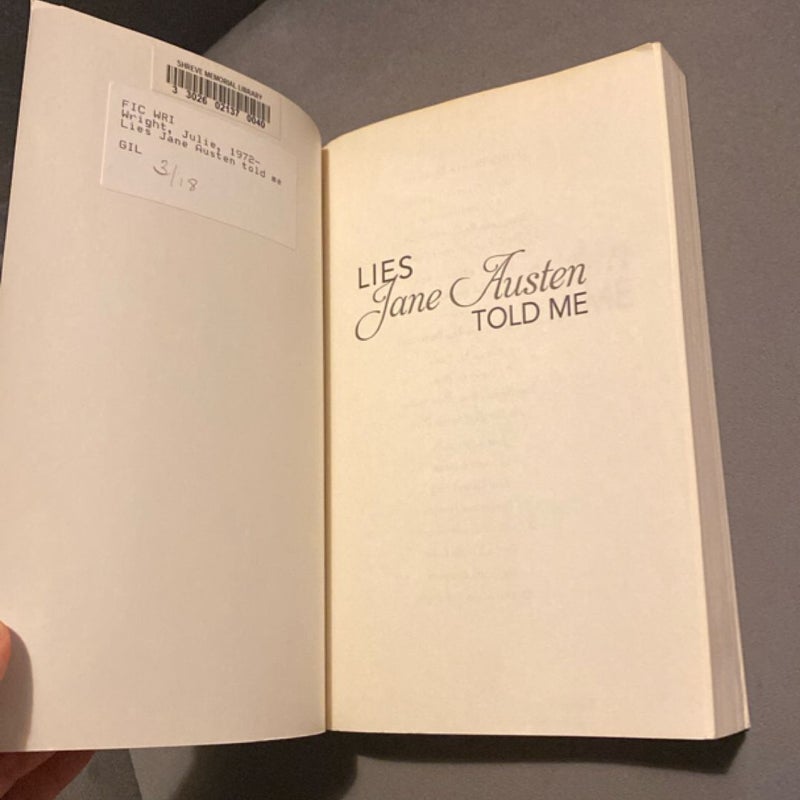 SHREVE MEMORIAL LIBRARY
3 3026 02137 0040
FIC WRI
Wright, Julie, 1972-
Lies Jane Austen told me
GIL
3/18
LIES
Jane Austen
TOLD ME